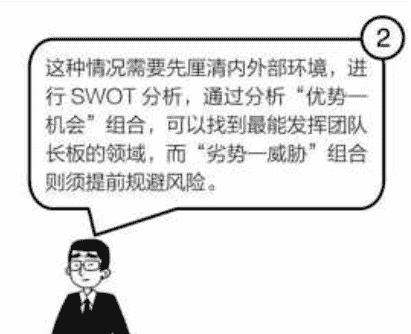 2
这种情况需要先厘清内外部环境，进
行 SWOT 分析，通过分析“优势—
机会”组合，可以找到最能发挥团队
长板的领域，而“劣势—威胁”组合
则须提前规避风险。